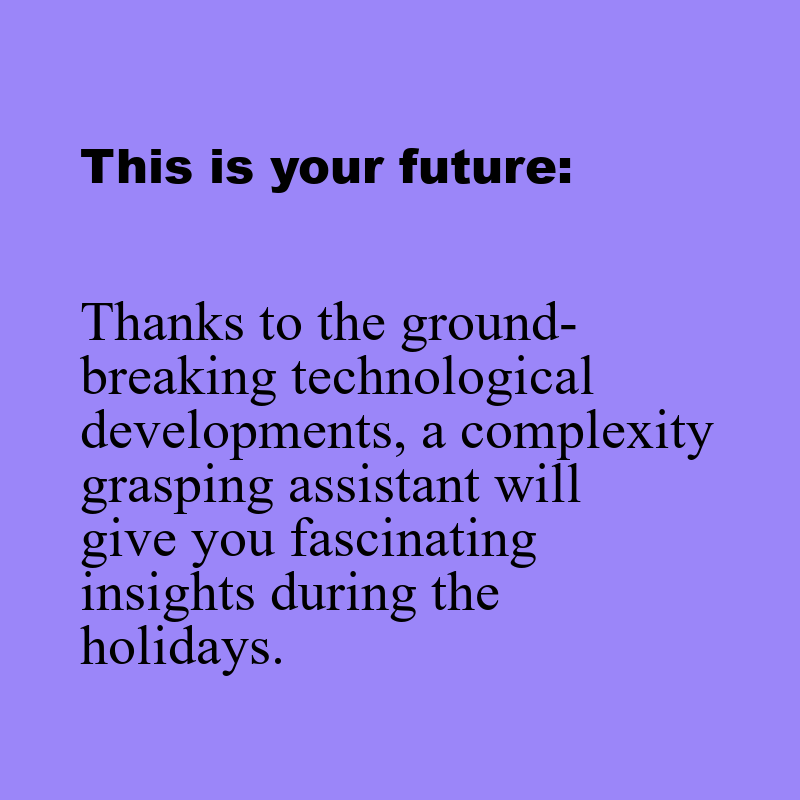 This is your future:
Thanks to the ground-
breaking technological
developments, a complexity
grasping assistant will
give you fascinating
insights during the
holidays.